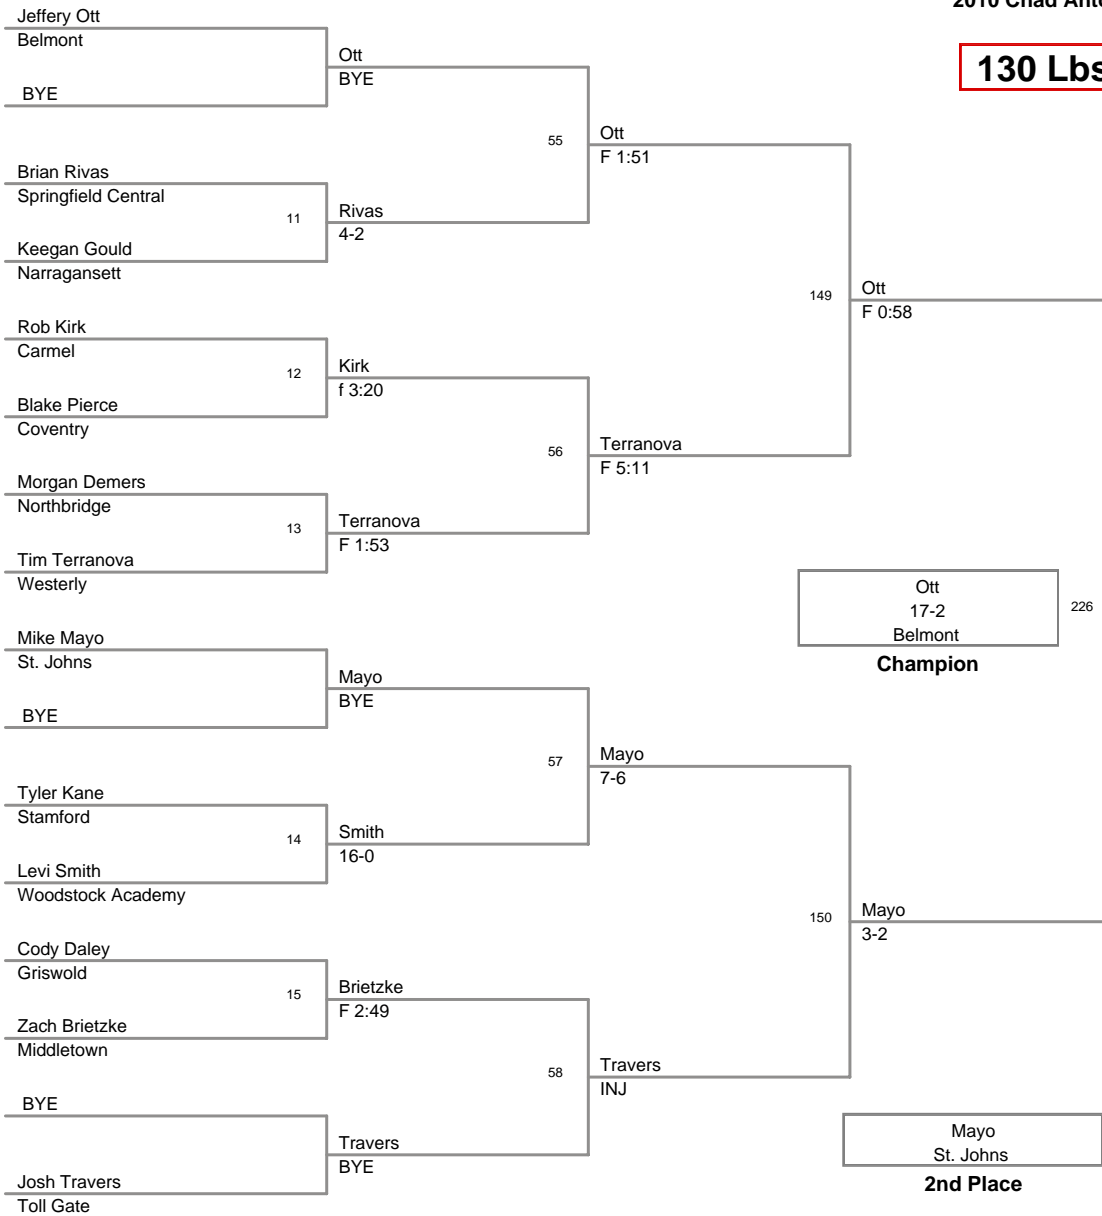 2010 Chad
130 Lbs
Jeffery Ott
Belmont
BYE
Brian Rivas
Springfield Central
11
Keegan Gould
Narragansett
Rob Kirk
Carmel
12
Blake Pierce
Coventry
Morgan Demers
Northbridge
13
Tim Terranova
Westerly
Mike Mayo
St. Johns
BYE
Tyler Kane
Stamford
14
Levi Smith
Woodstock Academy
Cody Daley
Griswold
15
Zach Brietzke
Middletown
BYE
Josh Travers
Toll Gate
Ott
BYE
55
Rivas
4-2
Kirk
f 3:20
56
Terranova
F 1:53
Mayo
BYE
57
Smith
16-0
Brietzke
F 2:49
58
Travers
BYE
Ott
F 1:51
149
Terranova
F 5:11
Mayo
7-6
150
Travers
INJ
Ott
F 0:58
Ott
17-2
Belmont
226
Champion
Mayo
3-2
Mayo
St. Johns
2nd Place